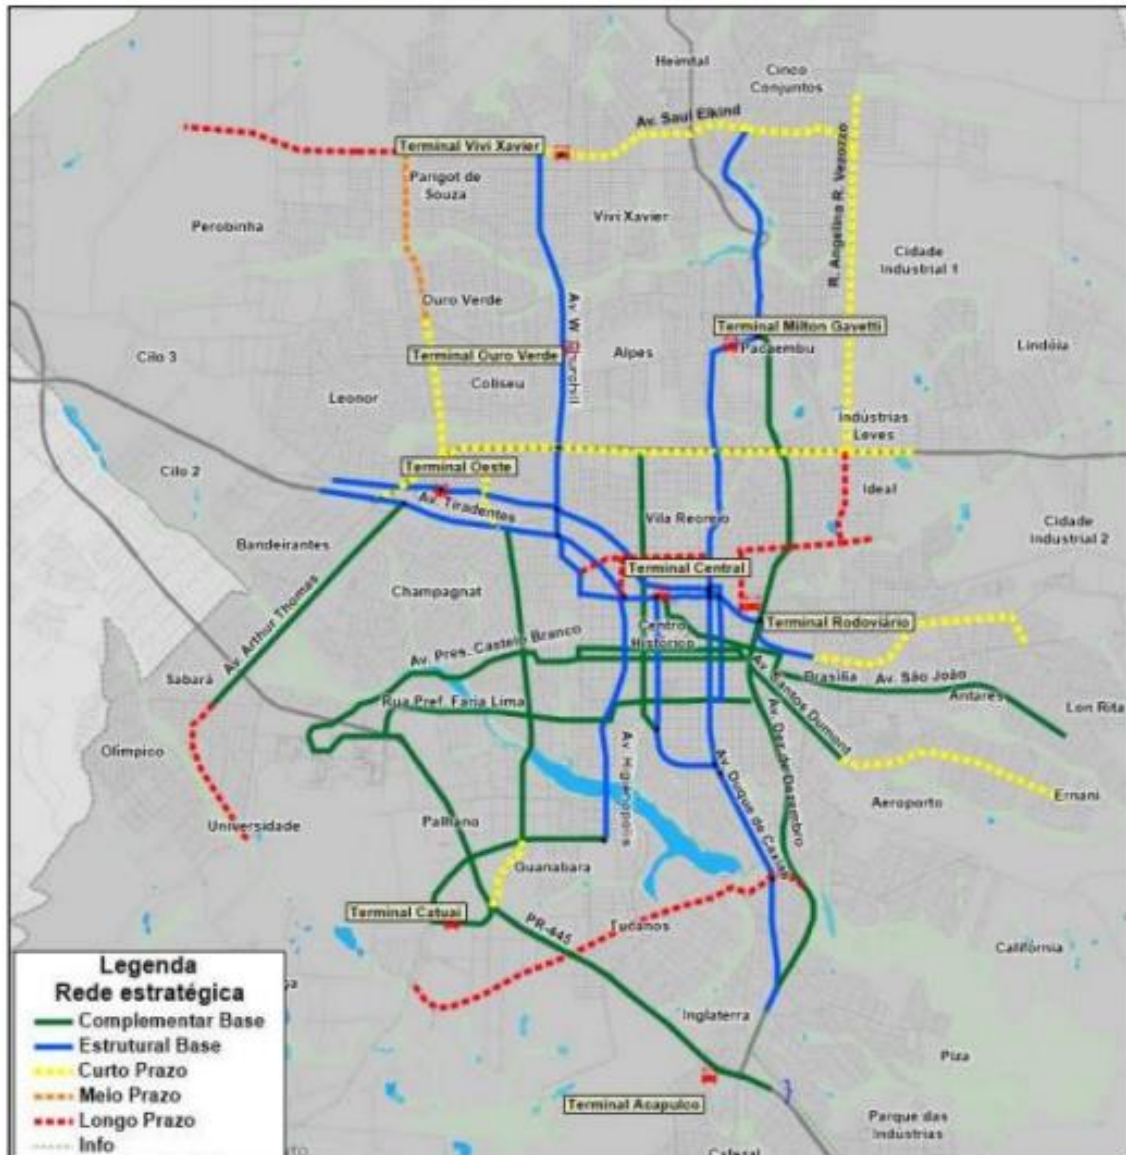 Heimtal
Cinco
Conjuntos
Av. Saul Elkind
Terminal Vivi Xavier
Parigot de
Souza
Vivi Xavier
Perobinha
R. Angelina R. Vezozzo
Cidade
Industrial 1
Ouro Verde
Av. W. Churchill
Terminal Milton Gavetti
Pacaembu
Cilo 3
Terminal Ouro Verde
Alpes
Lindóia
Coliseu
Leonor
Indústrias
Leves
Cilo 2
Terminal Oeste
Ideal
Av. Tiradentes
Vila Recreio
Cidade
Industrial 2
Bandeirantes
Terminal Central
Champagnat
Av. Arthur Thomas
Centro
Histórico
Terminal Rodoviário
Av. Pres. Castelo Branco
Sabará
Brasília
Av. São João
Antares
Av. Santos Dumont
Rua Pref. Faria Lima
Lon Rita
Olimpico
Av. Higienópolis
Av. Duque de Caxias
Av. Dez de Dezembro
Aeroporto
Ernani
Universidade
Palhano
Guanabara
Terminal Catuai
PR-445
Tucanos
Califórnia
Legenda
Rede estratégica
Complementar Base
Estrutural Base
Curto Prazo
Meio Prazo
Longo Prazo
Info
Inglaterra
Piza
Terminal Acapulco
Parque das
Industrias
Cafezal